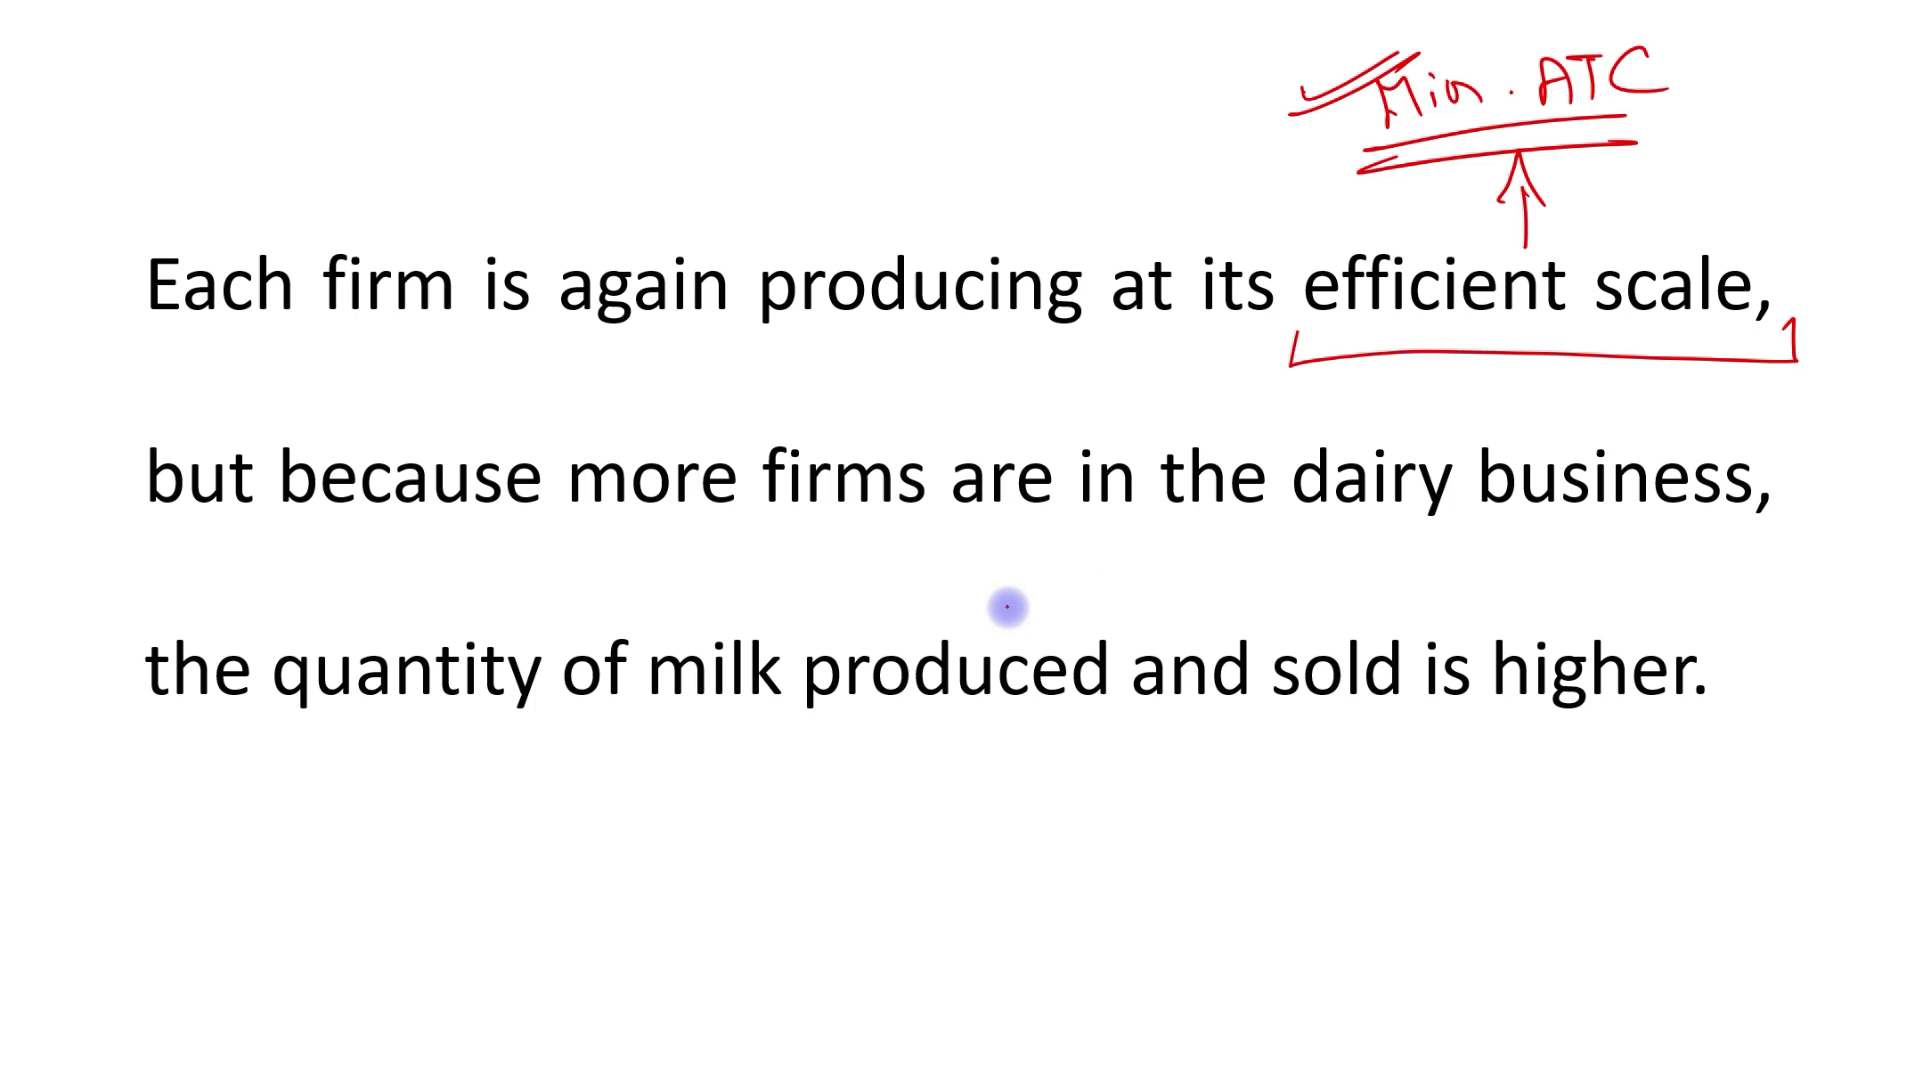 Min. ATC
Each firm is again producing at its efficient scale,
but because more firms are in the dairy business,
the quantity of milk produced and sold is higher.